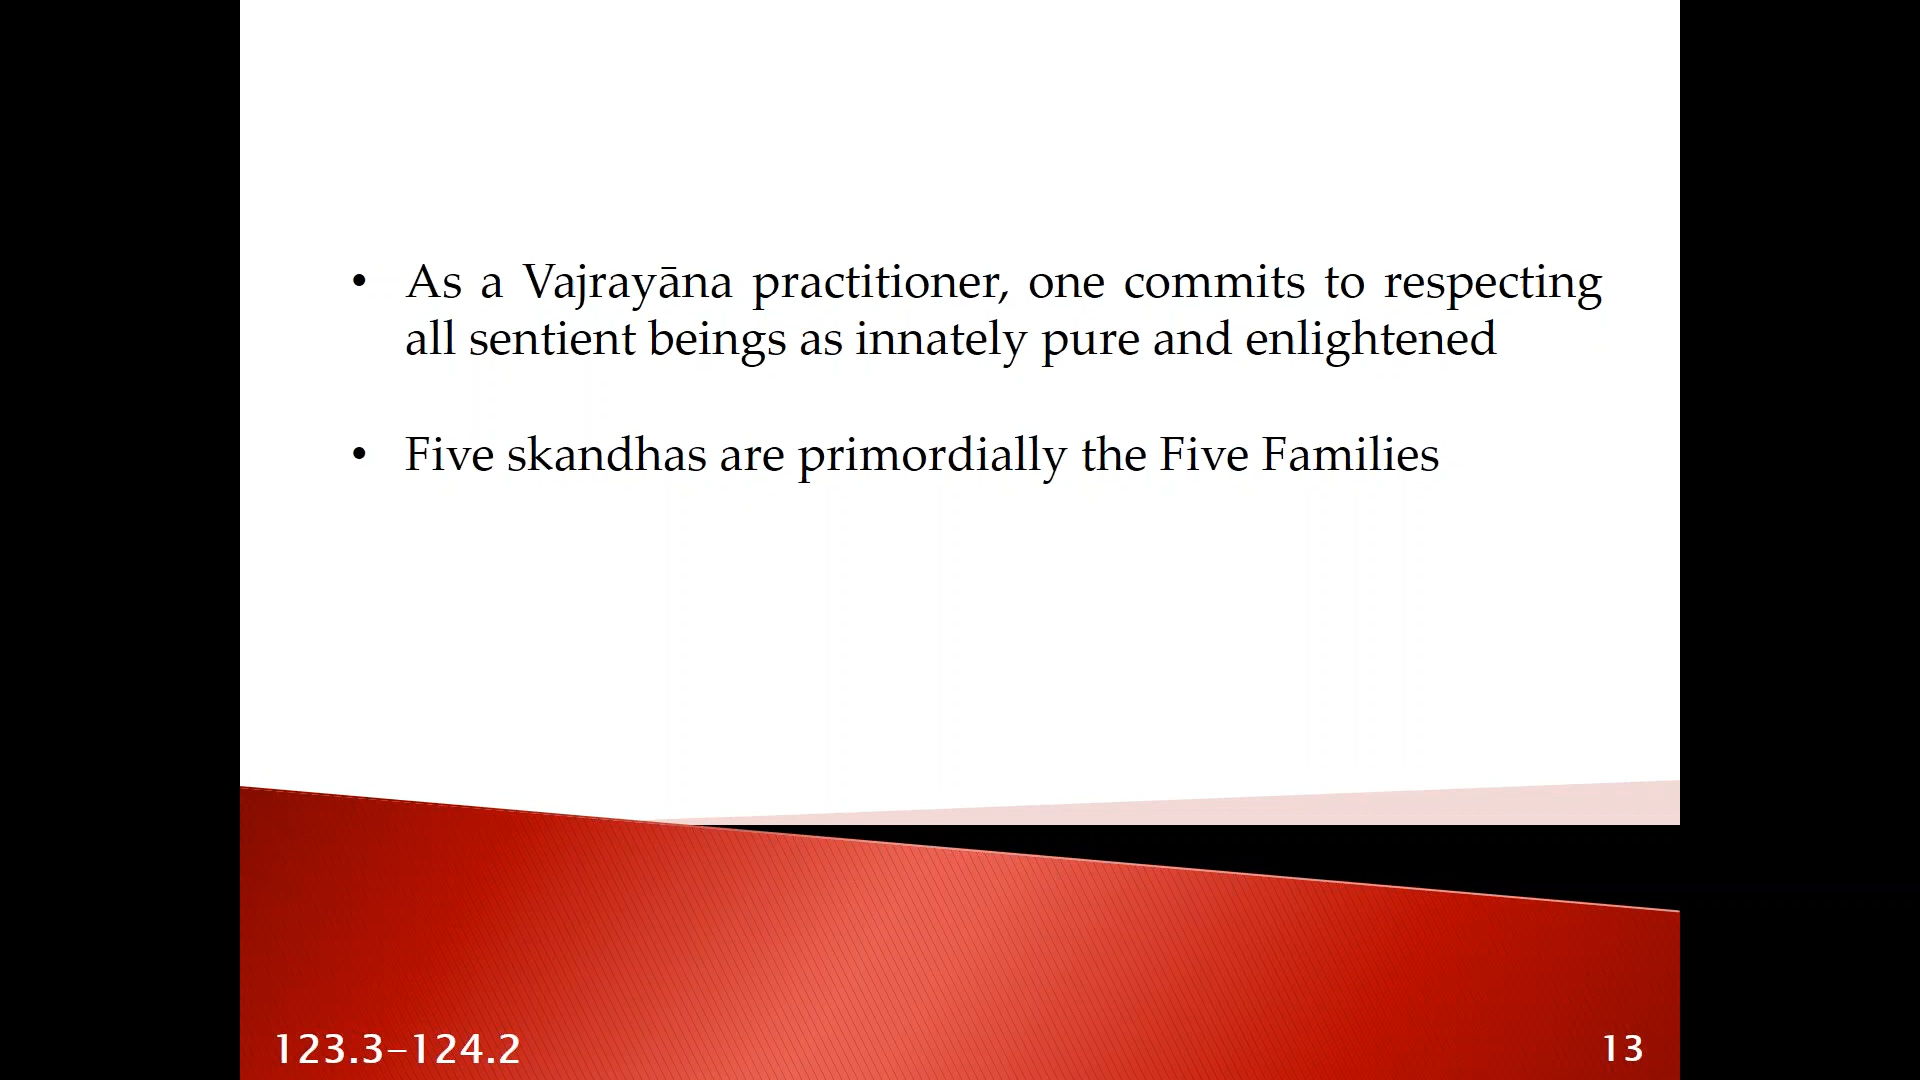 • As a Vajrayāna practitioner, one commits to respecting
all sentient beings as innately pure and enlightened
• Five skandhas are primordially the Five Families
123.3–124.2
13